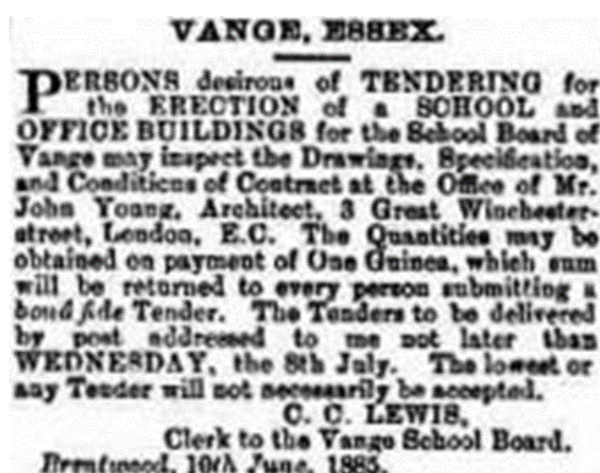 VANGE, ESSEX.
PERSONS desirous of TENDERING for
the ERECTION of a SCHOOL and
OFFICE BUILDINGS for the School Board of
Vange may inspect the Drawings, Specification,
and Conditions of Contract at the Office of Mr.
John Young, Architect, 3 Great Winchester-
street, London, E.C. The Quantities may be
obtained on payment of One Guinea, which sum
will be returned to every person submitting a
bonâ fide Tender. The Tenders to be delivered
by post addressed to me not later than
WEDNESDAY, the 8th July. The lowest or
any Tender will not necessarily be accepted.
C. C. LEWIS,
Clerk to the Vange School Board.
Brentwood, 10th June, 1885.